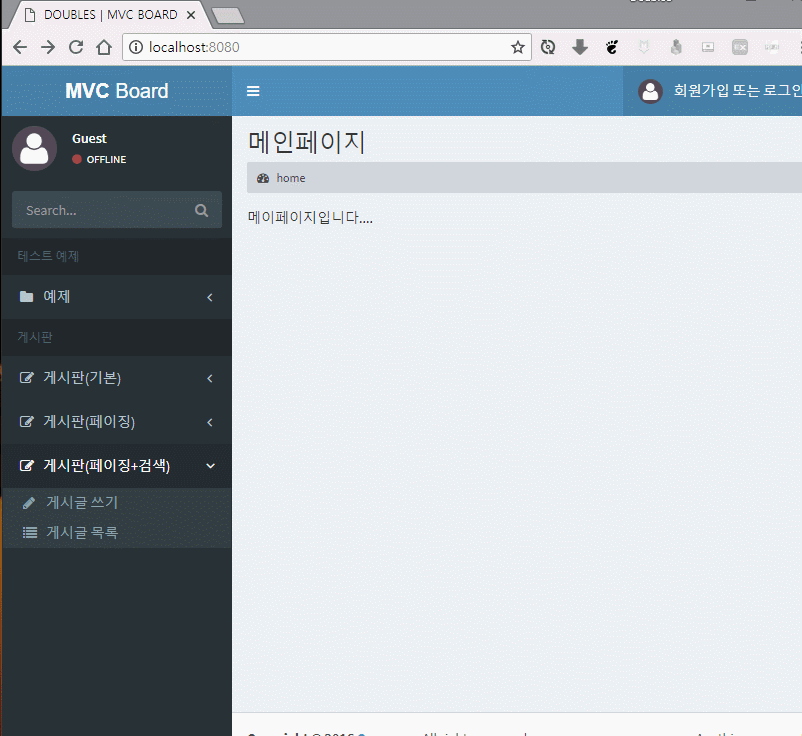 DOUBLES | MVC BOARD
localhost:8080
MVC Board
회원가입 또는 로그인
Guest
OFFLINE
메인페이지
home
Search...
메이페이지입니다....
테스트 예제
예제
게시판
게시판(기본)
게시판(페이징)
게시판(페이징+검색)
게시글 쓰기
게시글 목록